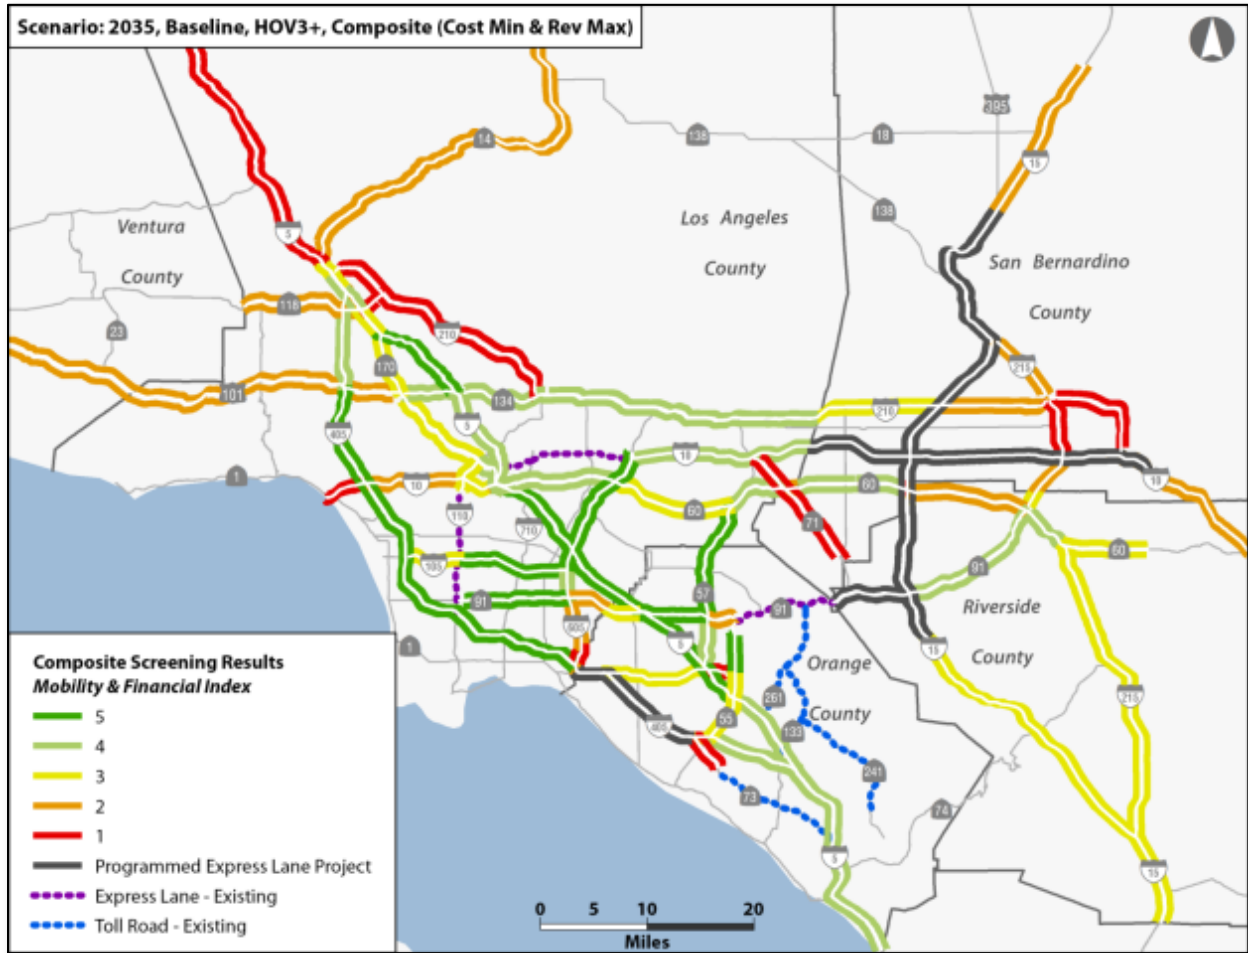 Scenario: 2035, Baseline, HOV3+, Composite (Cost Min & Rev Max)
395
14
138
18
15
138
Ventura
County
Los Angeles
County
San Bernardino
County
5
118
23
210
170
215
101
134
210
405
5
1
10
10
60
10
110
710
60
71
105
91
60
91
57
91
605
1
5
Riverside
County
15
Orange
County
261
55
405
133
215
241
73
74
5
15
Composite Screening Results
Mobility & Financial Index
5
4
3
2
1
Programmed Express Lane Project
Express Lane - Existing
Toll Road - Existing
0 5 10 20
Miles